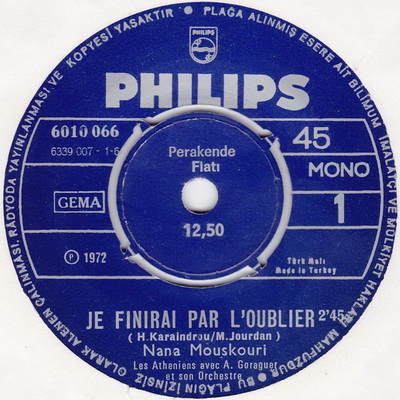 • PLAĞA ALINMIŞ ESERE AİT BİLÜMUM İMALATÇI VE MÜLKİYET HAKLARI MAHFUZDUR • BU PLAĞIN İZİNSİZ OLARAK ALENEN ÇALINMASI, RADYODA YAYINLANMASI VE KOPYESİ YASAKTIR
PHILIPS
PHILIPS
6010 066
6339 007 - 1-6
45
Perakende
Fiatı
MONO
GEMA
1
12,50
℗ 1972
Türk Malı
Made in Turkey
JE FINIRAI PAR L'OUBLIER 2'45
(H.Karaindrou/M.Jourdan)
Nana Mouskouri
Les Atheniens avec A. Goraguer
et son Orchestre